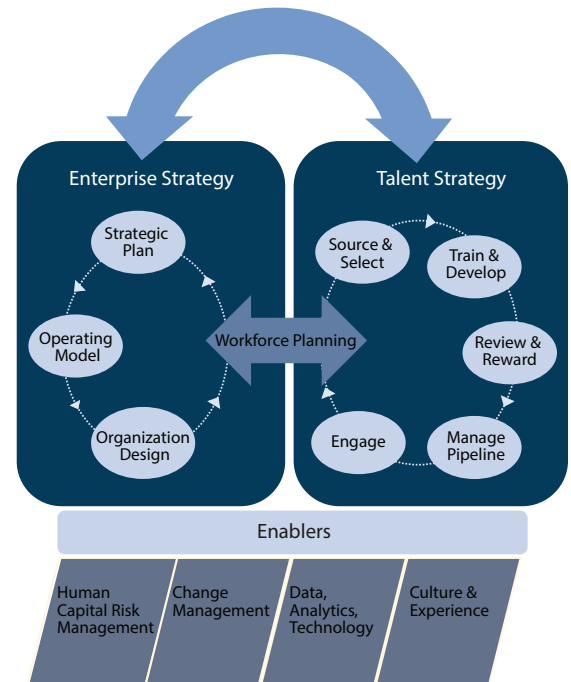 Enterprise Strategy
Strategic
Plan
Operating
Model
Organization
Design
Workforce Planning
Talent Strategy
Source &
Select
Train &
Develop
Review &
Reward
Manage
Pipeline
Engage
Enablers
Human
Capital Risk
Management
Change
Management
Data,
Analytics,
Technology
Culture &
Experience